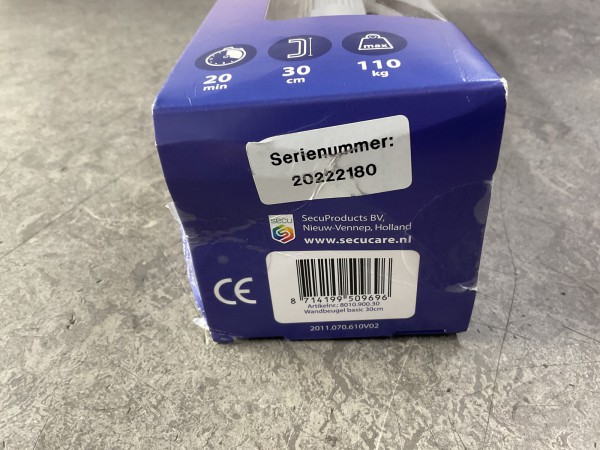 20
min
30
cm
max
110
kg
Serienummer:
20222180
secu
SecuProducts BV,
Nieuw-Vennep, Holland
www.secucare.nl
CE
8 714199 509696
Artikelnr.: 8010.900.30
Wandbeugel basic 30cm
2011.070.610V02